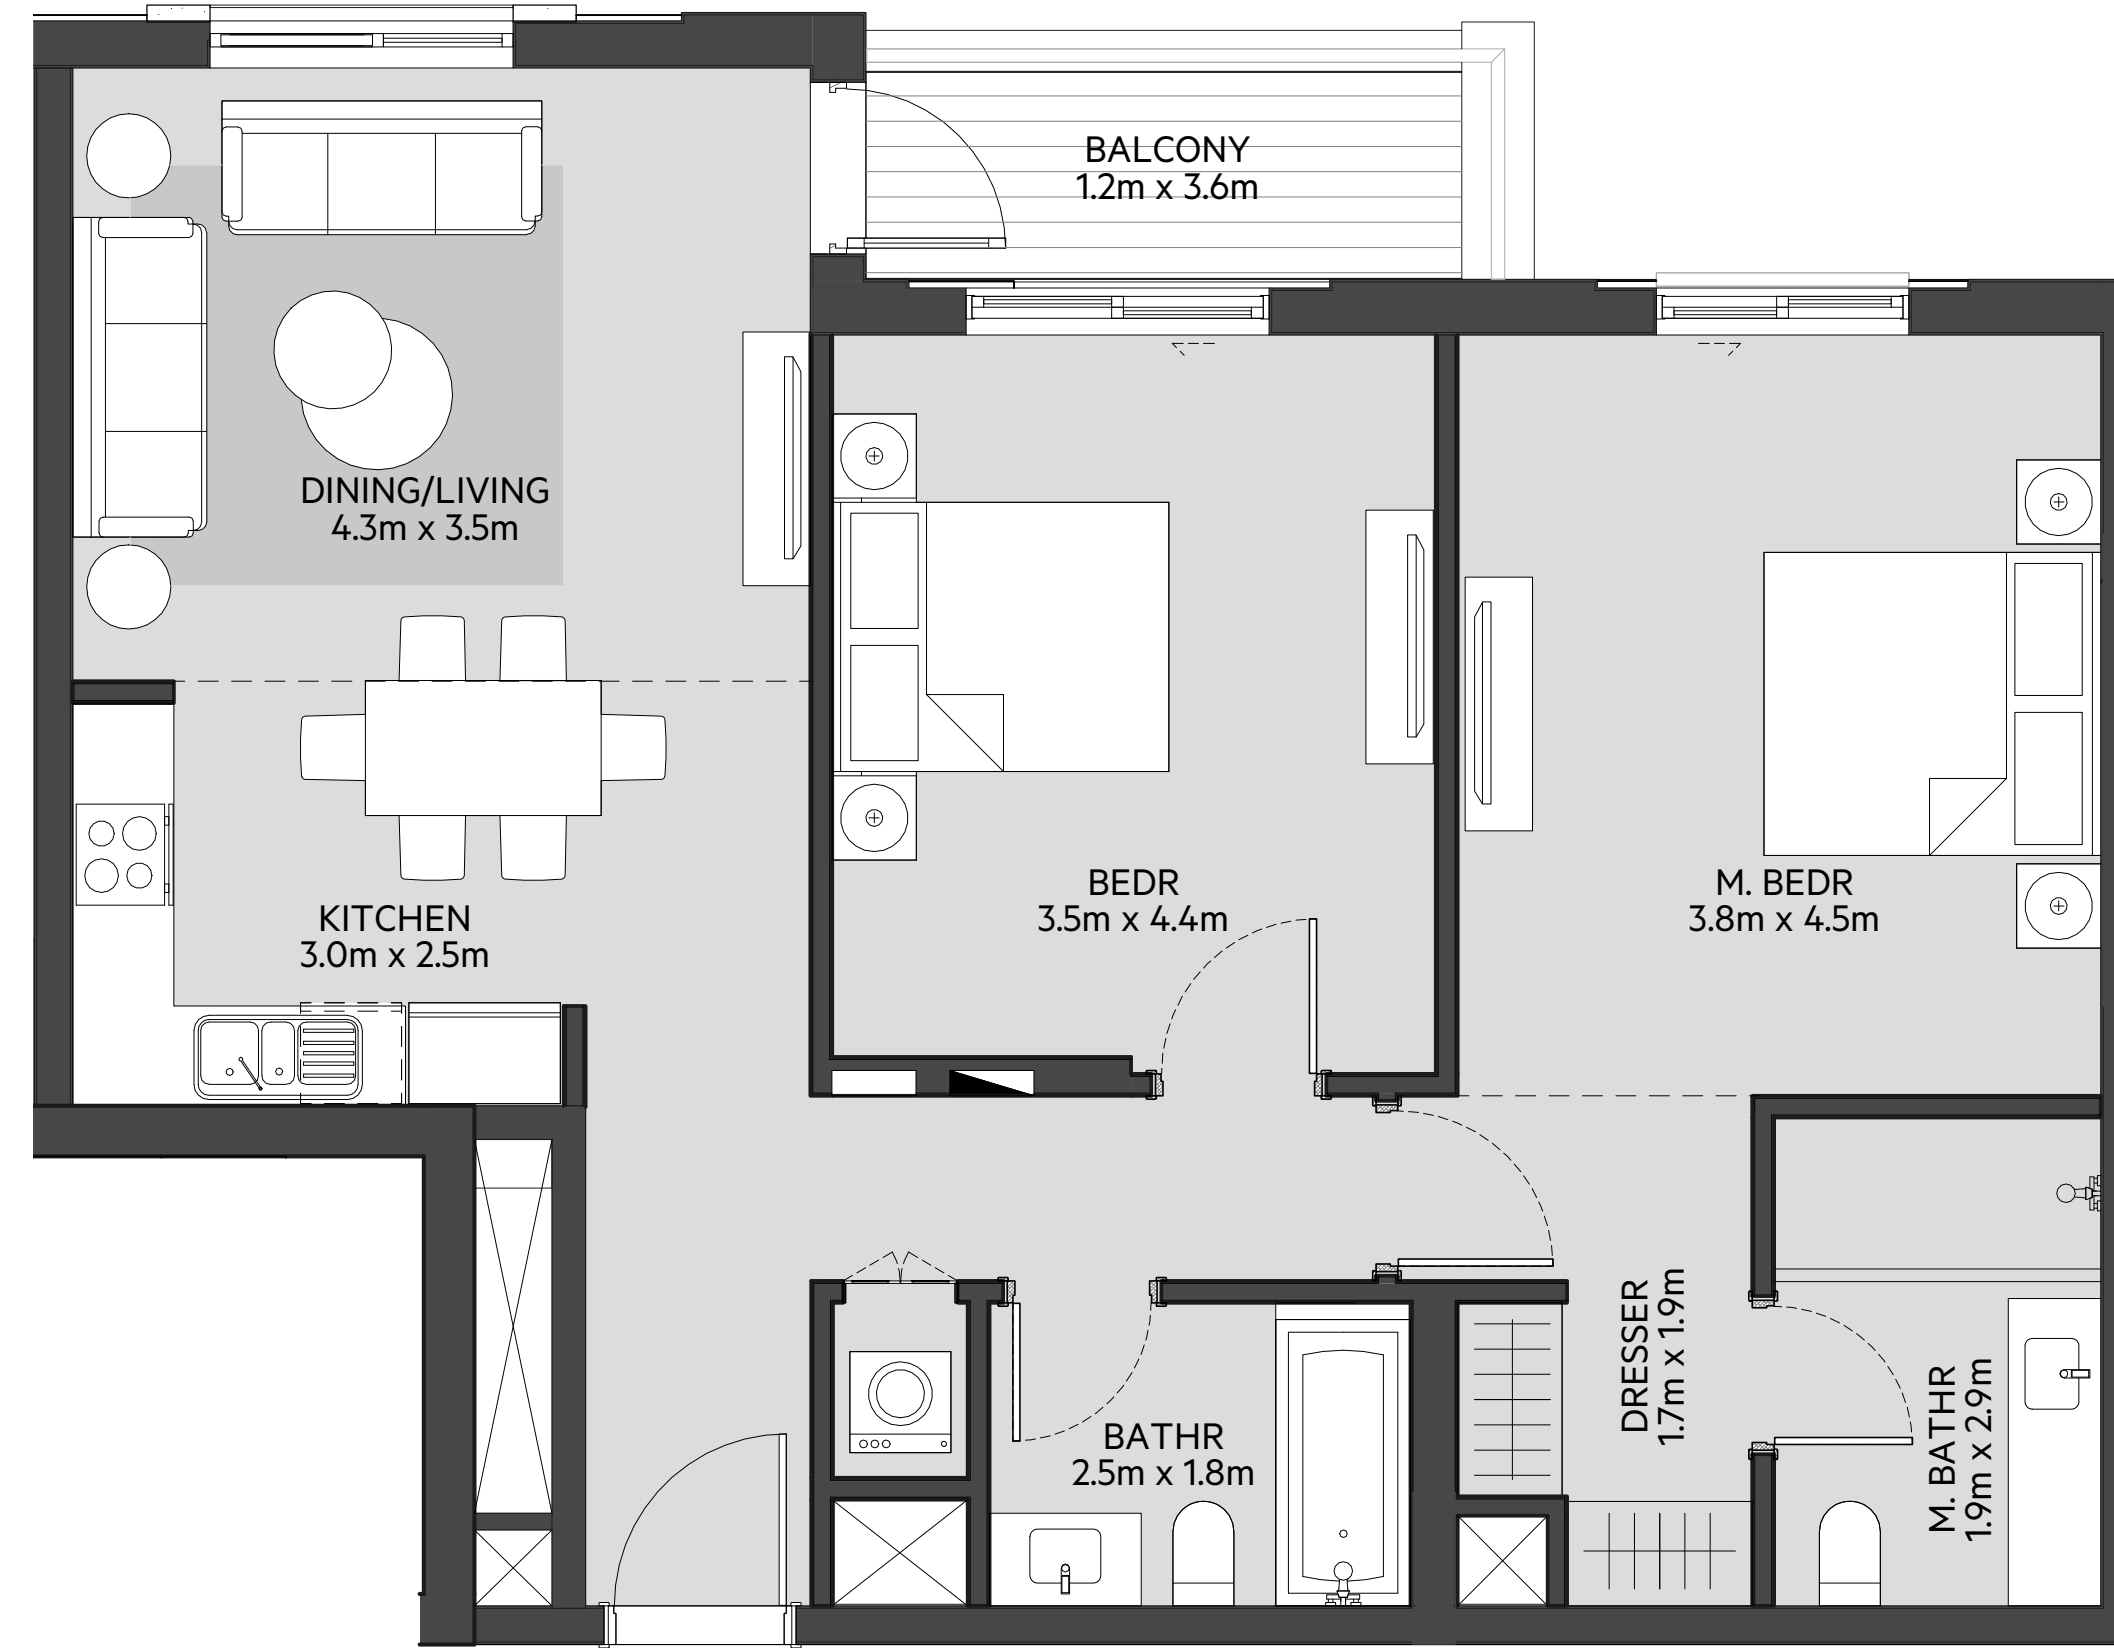 BALCONY
1.2m x 3.6m
DINING/LIVING
4.3m x 3.5m
BEDR
3.5m x 4.4m
M. BEDR
3.8m x 4.5m
KITCHEN
3.0m x 2.5m
DRESSER
1.7m x 1.9m
BATHR
2.5m x 1.8m
M. BATHR
1.9m x 2.9m